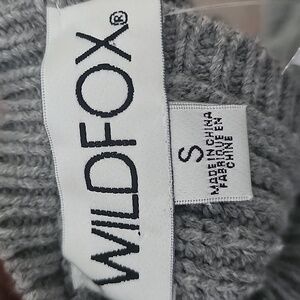 WILDFOX®
S
MADE IN CHINA
FABRIQUE EN
CHINE